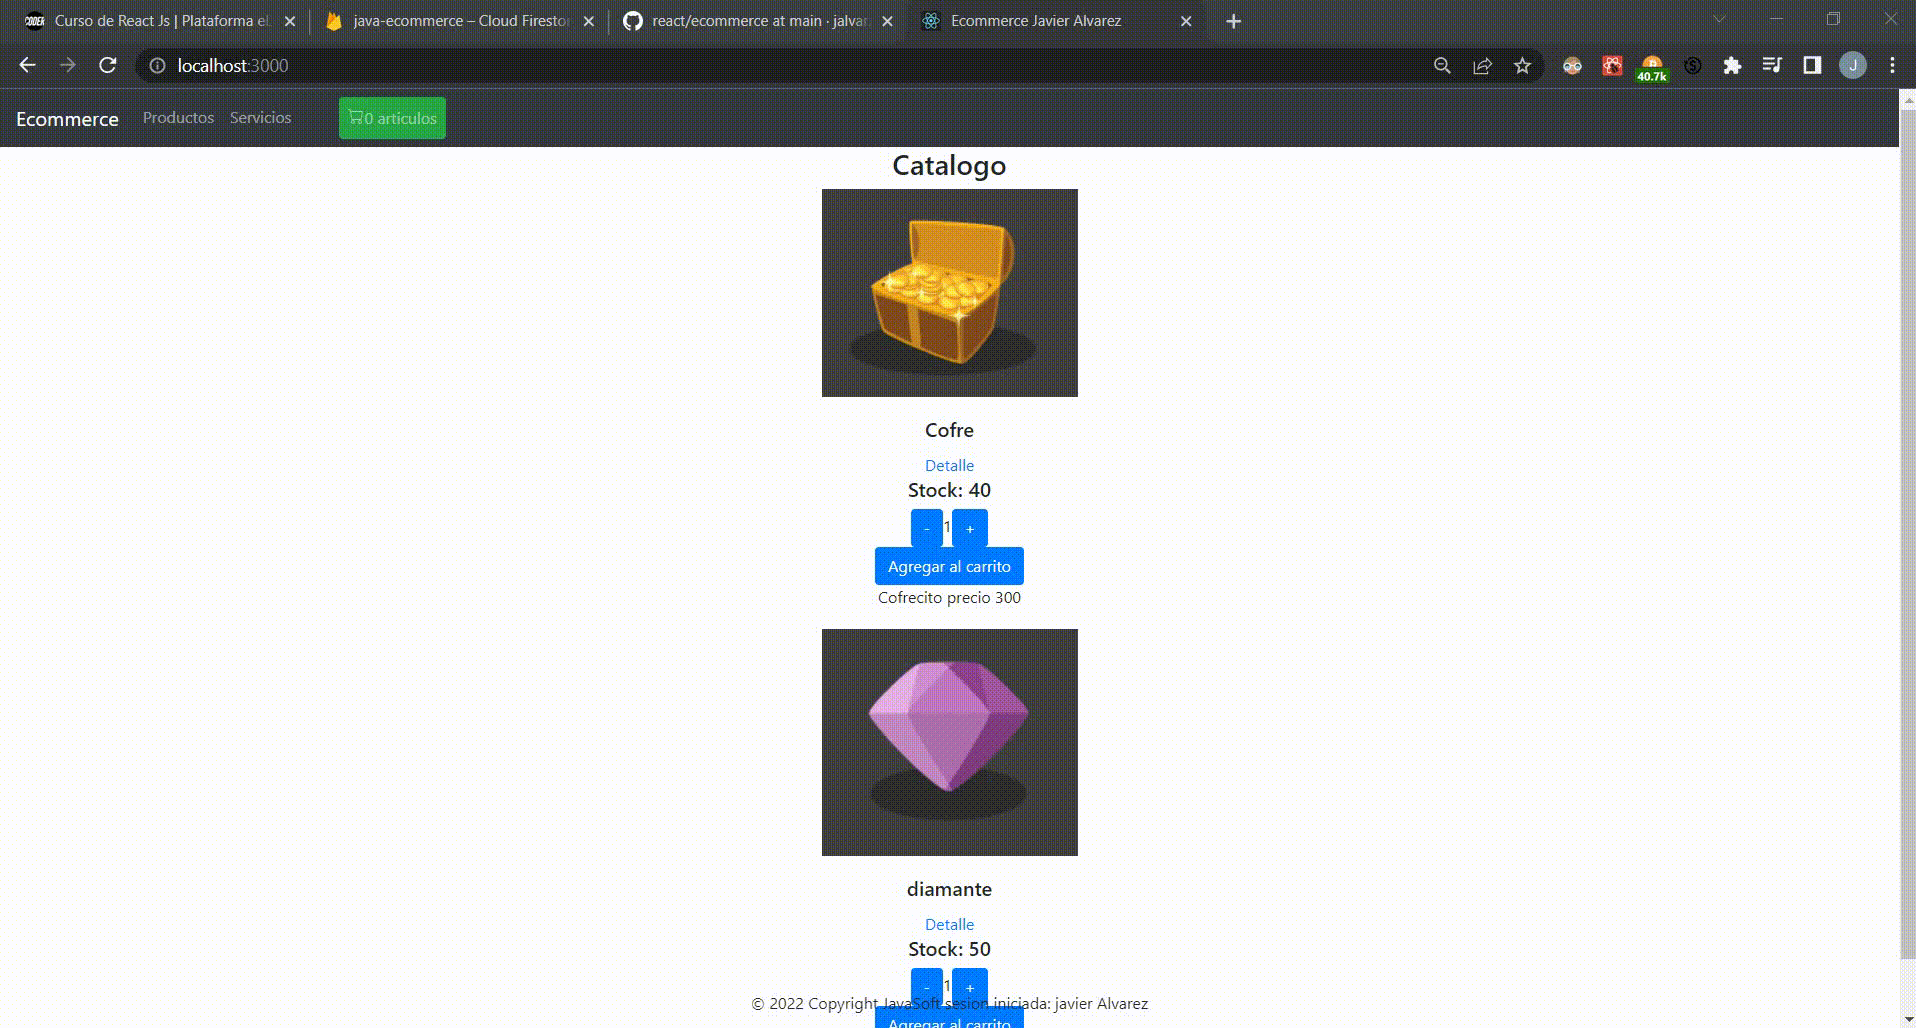 CODER Curso de React Js | Plataforma el
java-ecommerce – Cloud Firestor
react/ecommerce at main · jalvar
Ecommerce Javier Alvarez
localhost:3000
40.7k
J
Ecommerce
Productos
Servicios
0 articulos
Catalogo
Cofre
Detalle
Stock: 40
- 1 +
Agregar al carrito
Cofrecito precio 300
diamante
Detalle
Stock: 50
- 1 +
© 2022 Copyright JavaSoft sesion iniciada: javier Alvarez
Agregar al carrito